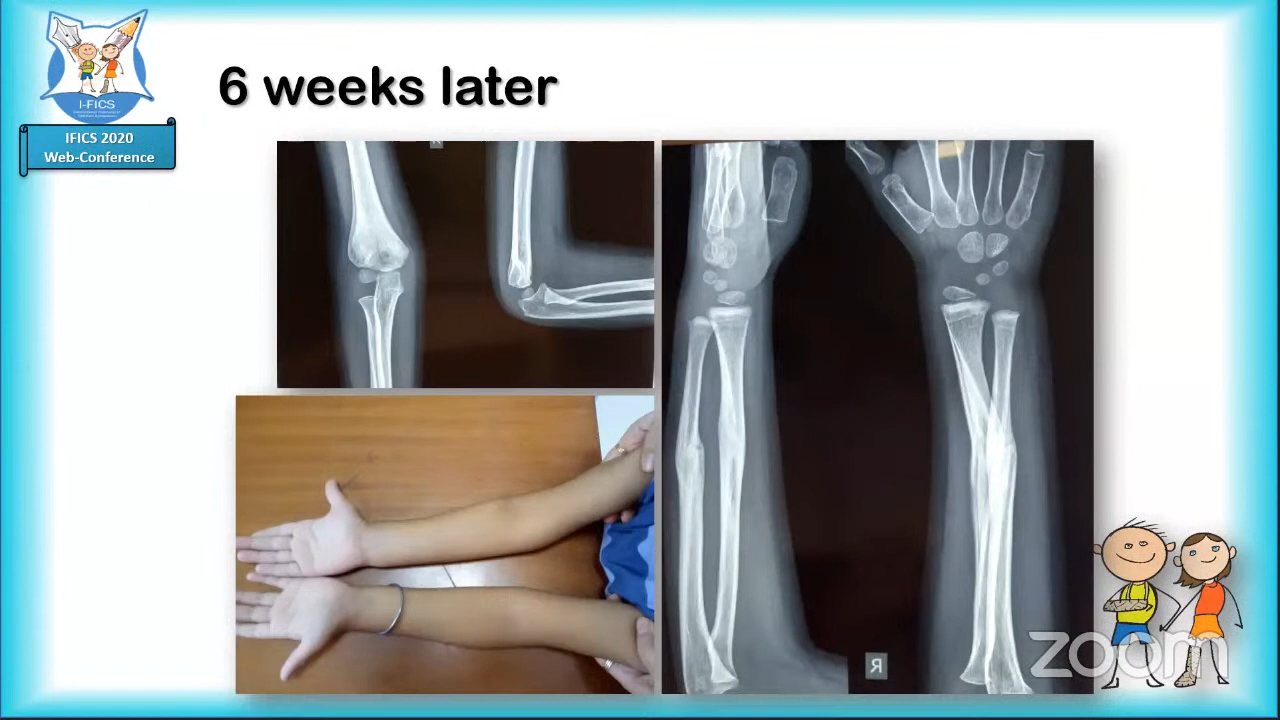 6 weeks later
I-FICS
IFICS 2020
Web-Conference
R
R
zoom